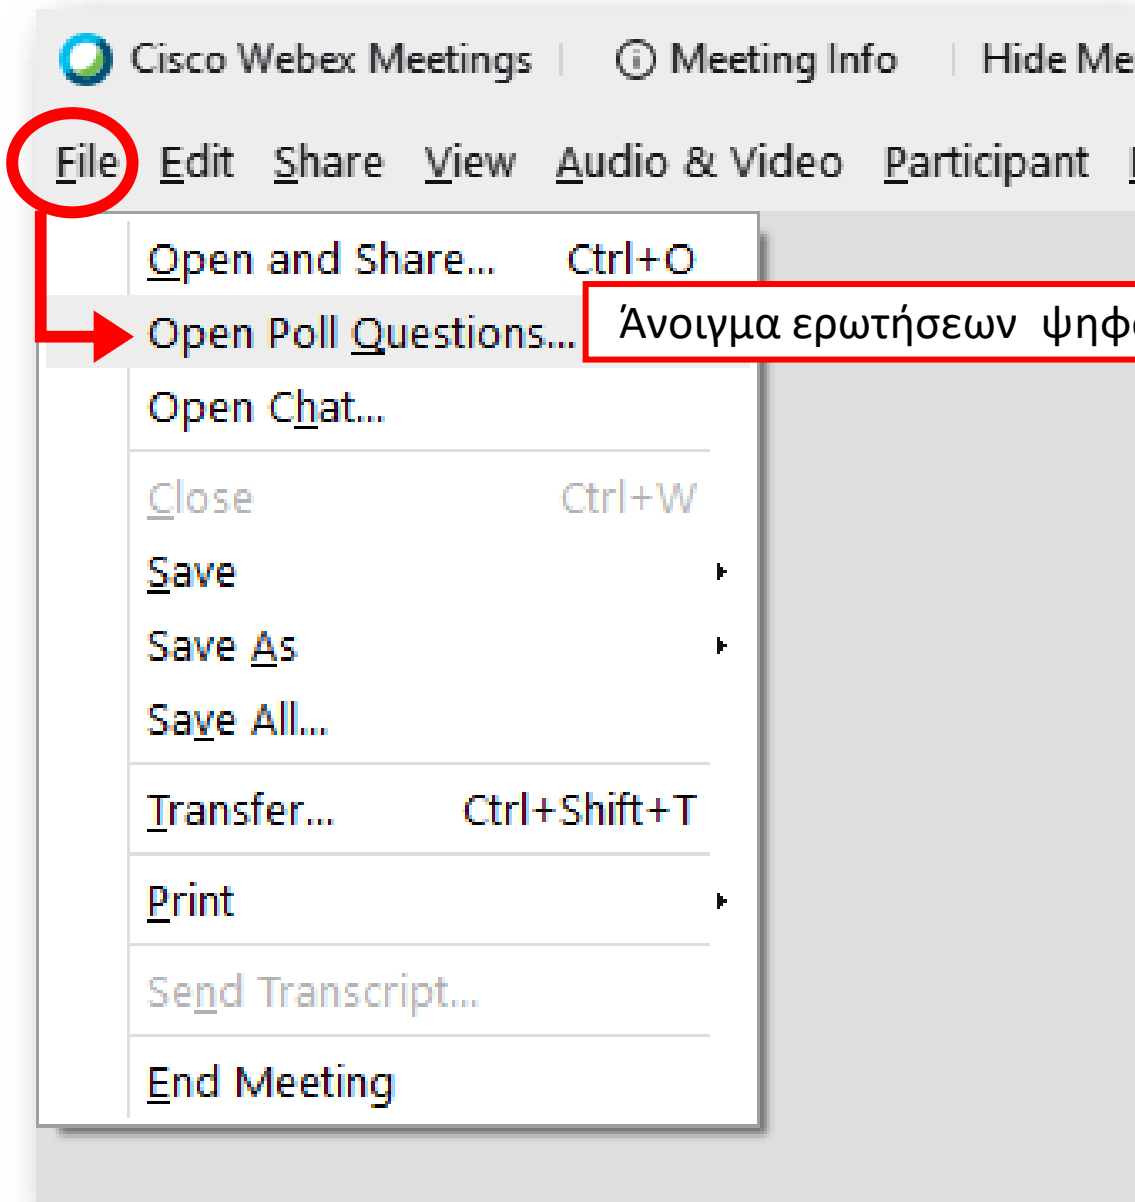 Cisco Webex Meetings Meeting Info Hide
File Edit Share View Audio & Video Participant
Open and Share... Ctrl+O
Open Poll Questions... Άνοιγμα ερωτήσεων
Open Chat...
Close Ctrl+W
Save
Save As
Save All...
Transfer... Ctrl+Shift+T
Print
Send Transcript...
End Meeting